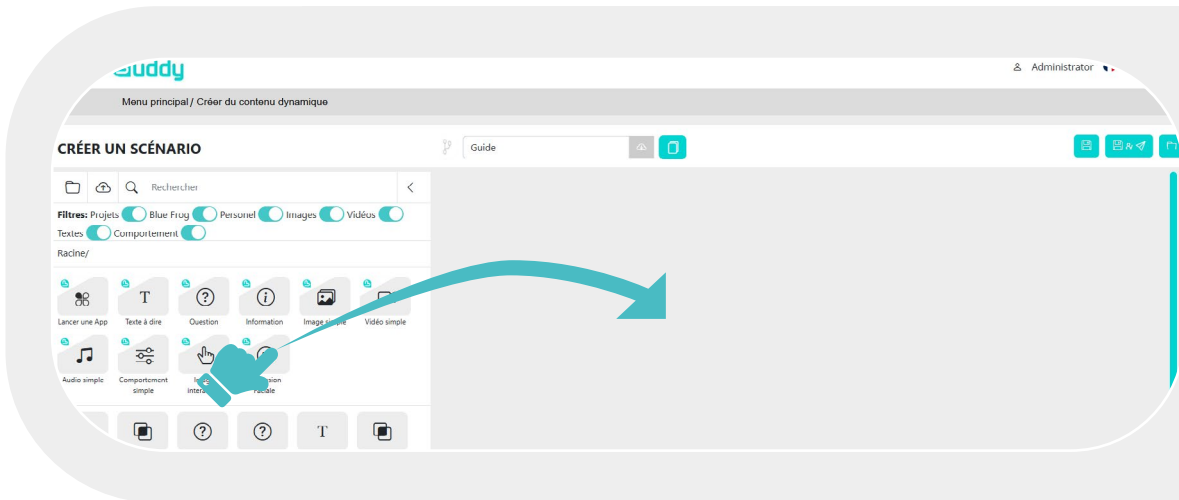 Buddy
Administrator
Menu principal / Créer du contenu dynamique
CRÉER UN SCÉNARIO
Guide
&
Rechercher
Filtres: Projets Blue Frog Personel Images Vidéos
Textes Comportement
Racine/
T
Lancer une App Texte à dire Question Information Image simple Vidéo simple
Audio simple Comportement
simple
T